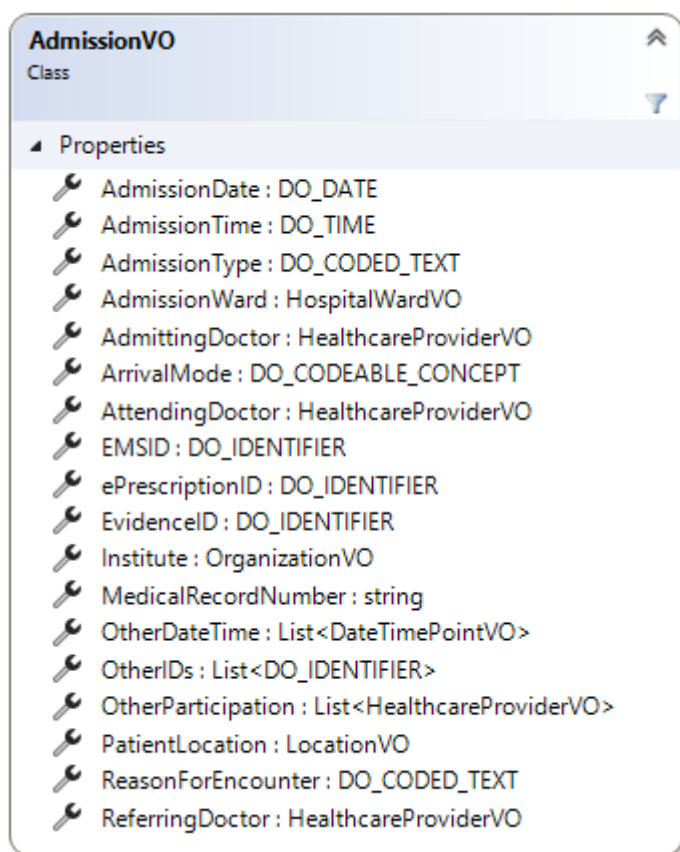 AdmissionVO
Class
Properties
AdmissionDate : DO_DATE
AdmissionTime : DO_TIME
AdmissionType : DO_CODED_TEXT
AdmissionWard : HospitalWardVO
AdmittingDoctor : HealthcareProviderVO
ArrivalMode : DO_CODEABLE_CONCEPT
AttendingDoctor : HealthcareProviderVO
EMSID : DO_IDENTIFIER
ePrescriptionID : DO_IDENTIFIER
EvidenceID : DO_IDENTIFIER
Institute : OrganizationVO
MedicalRecordNumber : string
OtherDateTime : List<DateTimePointVO>
OtherIDs : List<DO_IDENTIFIER>
OtherParticipation : List<HealthcareProviderVO>
PatientLocation : LocationVO
ReasonForEncounter : DO_CODED_TEXT
ReferringDoctor : HealthcareProviderVO